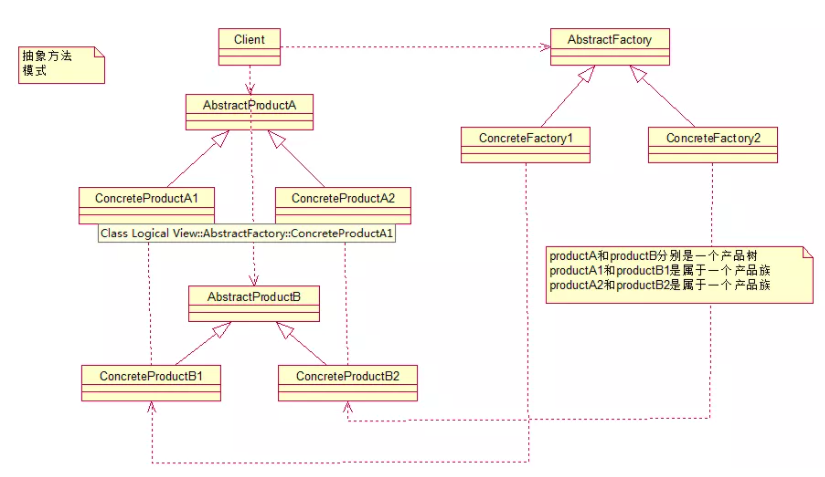 Client
AbstractFactory
抽象方法
模式
AbstractProductA
ConcreteFactory1
ConcreteFactory2
ConcreteProductA1
ConcreteProductA2
Class Logical View::AbstractFactory::ConcreteProductA1
productA和productB分别是一个产品树
productA1和productB1是属于一个产品族
productA2和productB2是属于一个产品族
AbstractProductB
ConcreteProductB1
ConcreteProductB2